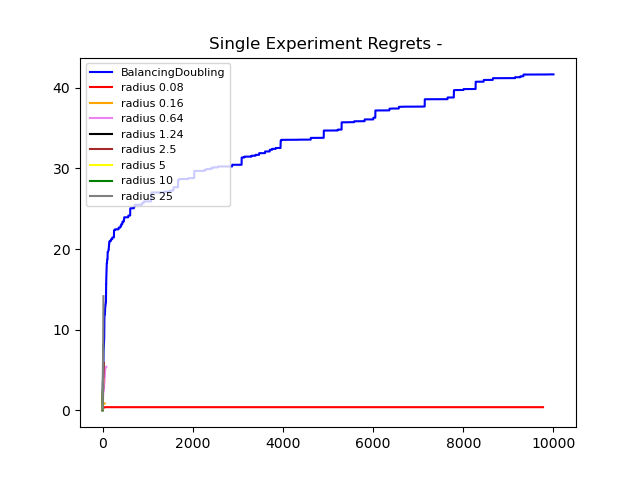 Single Experiment Regrets -
BalancingDoubling
radius 0.08
radius 0.16
radius 0.64
radius 1.24
radius 2.5
radius 5
radius 10
radius 25
40
30
20
10
0
0 2000 4000 6000 8000 10000